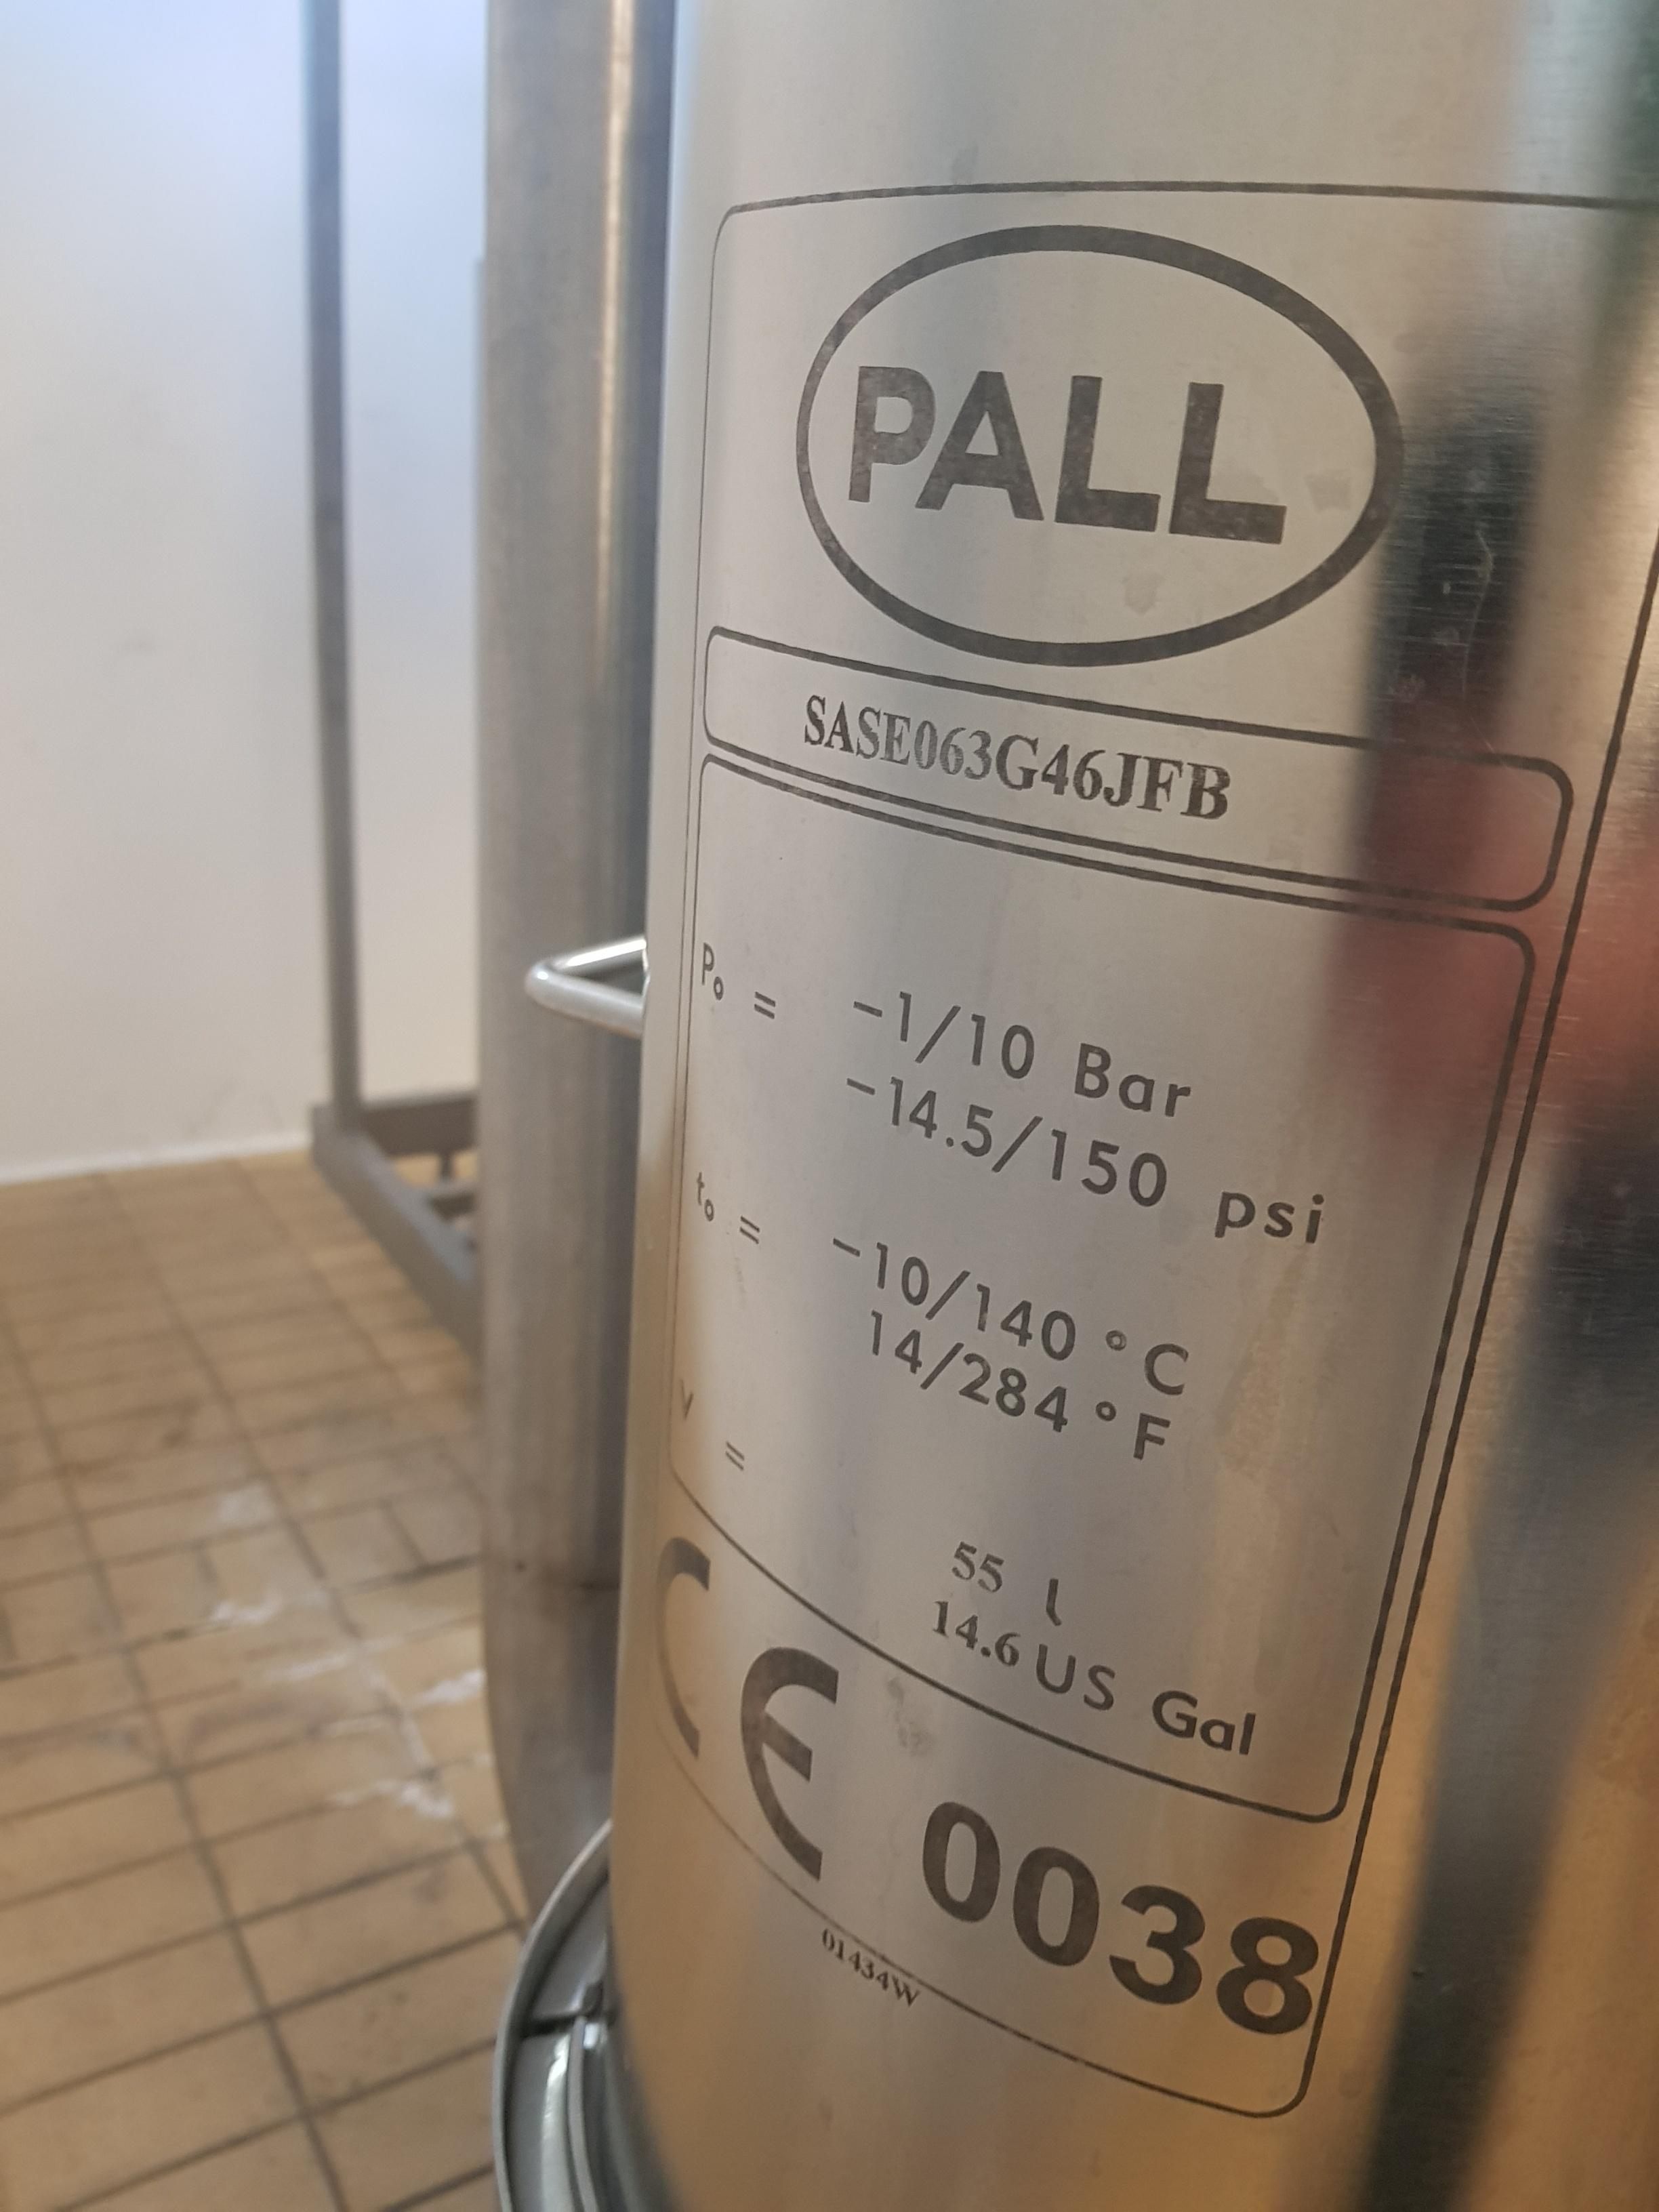 PALL
SASE063G46JFB
Po = -1/10 Bar
-14.5/150 psi
to = -10/140 °C
14/284 °F
V =
55 l
14.6 US Gal
CE 0038
01434W